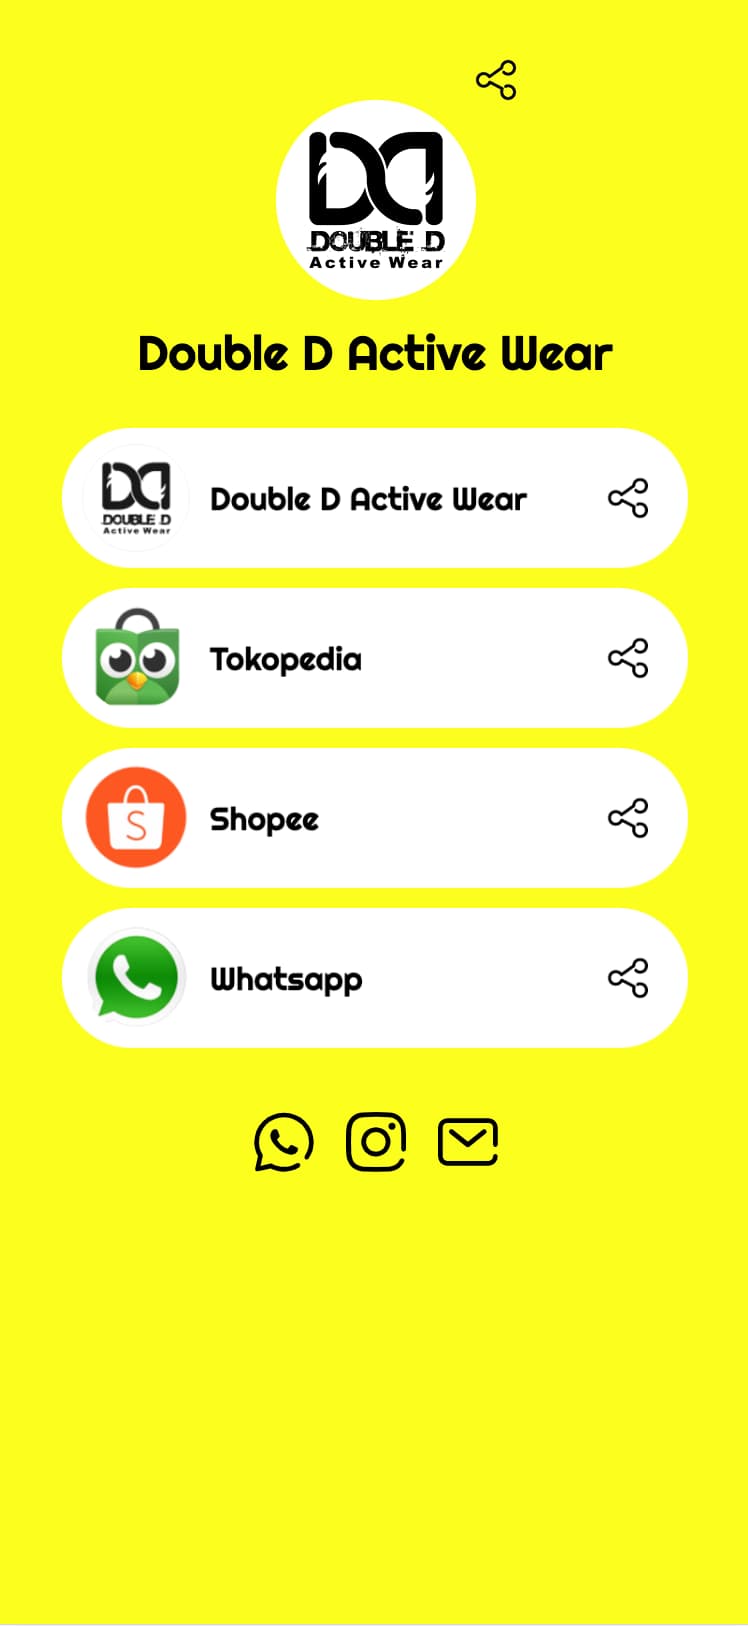 DOUBLE D
Active Wear
Double D Active Wear
DOUBLE D
Active Wear
Double D Active Wear
Tokopedia
S
Shopee
Whatsapp